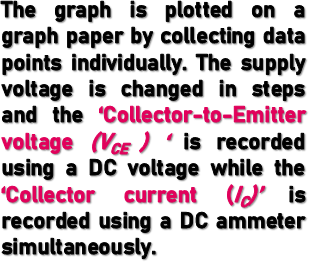 The graph is plotted on a
graph paper by collecting data
points individually. The supply
voltage is changed in steps
and the ‘Collector-to-Emitter
voltage (VCE ) ‘ is recorded
using a DC voltage while the
‘Collector current (IC)’ is
recorded using a DC ammeter
simultaneously.